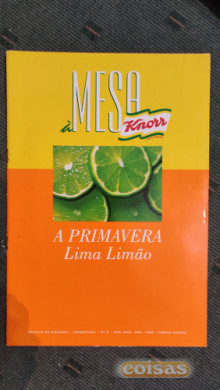 à MESA
Knorr
A PRIMAVERA
Lima Limão
coisas